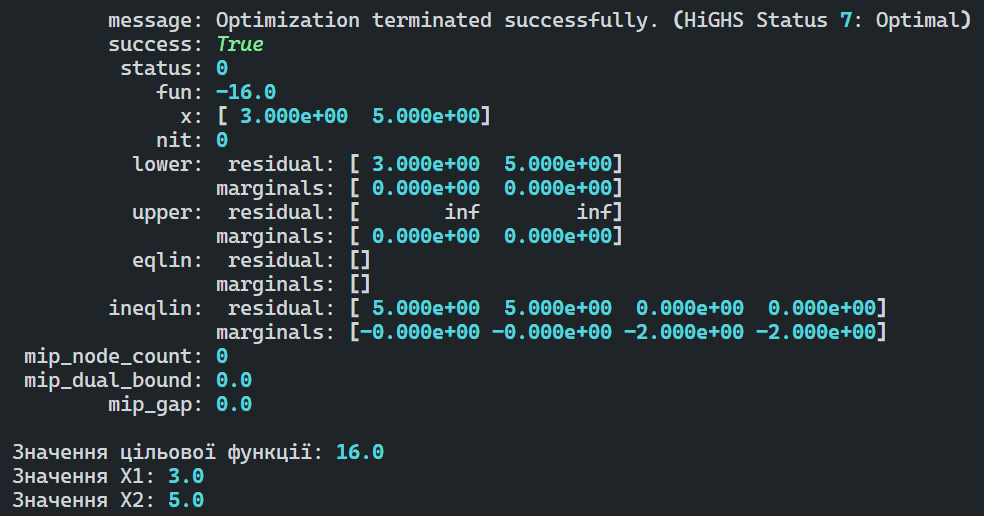 message: Optimization terminated successfully. (HiGHS Status 7: Optimal)
success: True
status: 0
fun: -16.0
x: [ 3.000e+00  5.000e+00]
nit: 0
lower:  residual: [ 3.000e+00  5.000e+00]
marginals: [ 0.000e+00  0.000e+00]
upper:  residual: [       inf        inf]
marginals: [ 0.000e+00  0.000e+00]
eqlin:  residual: []
marginals: []
ineqlin:  residual: [ 5.000e+00  5.000e+00  0.000e+00  0.000e+00]
marginals: [-0.000e+00 -0.000e+00 -2.000e+00 -2.000e+00]
mip_node_count: 0
mip_dual_bound: 0.0
mip_gap: 0.0
Значення цільової функції: 16.0
Значення X1: 3.0
Значення X2: 5.0